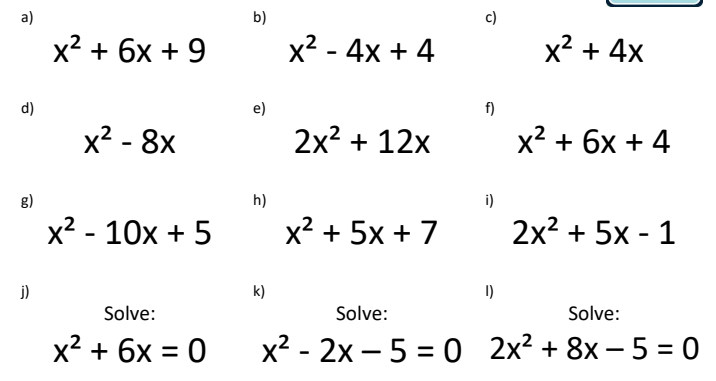 a) b) c)
x² + 6x + 9 x² - 4x + 4 x² + 4x
d) e) f)
x² - 8x 2x² + 12x x² + 6x + 4
g) h) i)
x² - 10x + 5 x² + 5x + 7 2x² + 5x - 1
j) k) l)
Solve: Solve: Solve:
x² + 6x = 0 x² - 2x – 5 = 0 2x² + 8x – 5 = 0